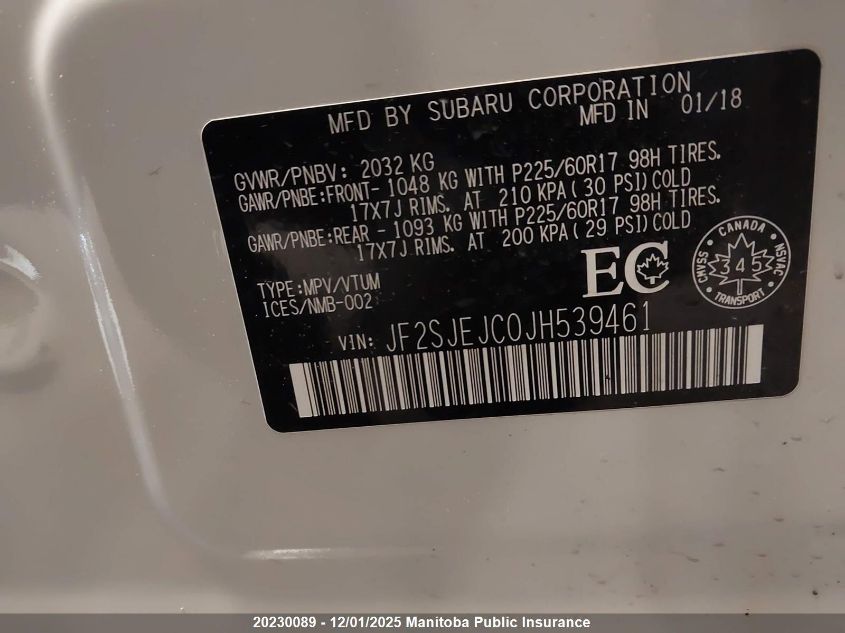 MFD BY SUBARU CORPORATION
MFD IN 01/18
GVWR/PNBV: 2032 KG
GAWR/PNBE:FRONT- 1048 KG WITH P225/60R17 98H TIRES.
17X7J RIMS. AT 210 KPA(30 PSI)COLD
GAWR/PNBE:REAR - 1093 KG WITH P225/60R17 98H TIRES.
17X7J RIMS. AT 200 KPA(29 PSI)COLD
TYPE:MPV/VTUM
ICES/NMB-002
EC
CANADA
NSVAC
345
CMVSS
TRANSPORT
VIN: JF2SJEJC0JH539461
20230089 - 12/01/2025 Manitoba Public Insurance